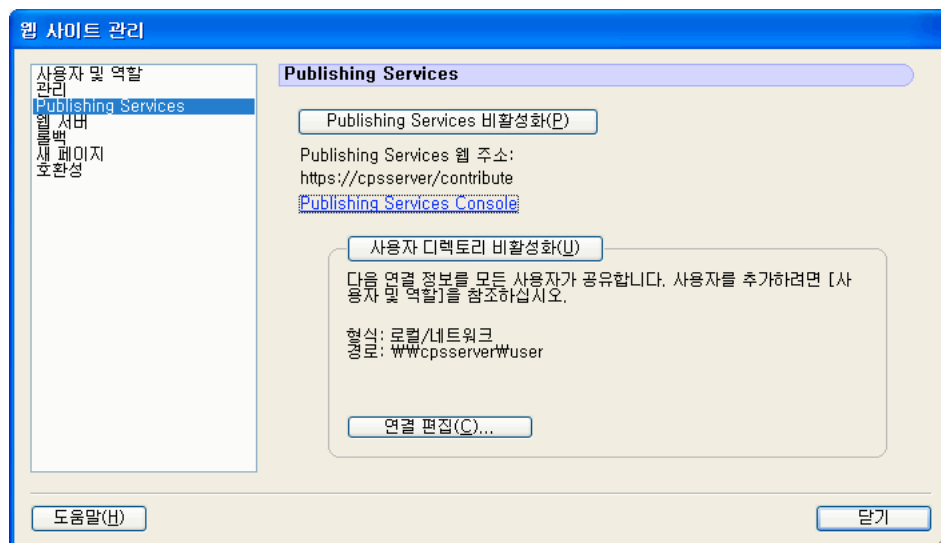 웹 사이트 관리
사용자 및 역할
관리
Publishing Services
웹 서버
롤백
새 페이지
호환성
Publishing Services
Publishing Services 비활성화(P)
Publishing Services 웹 주소:
https://cpsserver/contribute
Publishing Services Console
사용자 디렉토리 비활성화(U)
다음 연결 정보를 모든 사용자가 공유합니다. 사용자를 추가하려면 [사
용자 및 역할]을 참조하십시오.
형식: 로컬/네트워크
경로: ₩₩cpsserver₩user
연결 편집(C)...
도움말(H)
닫기